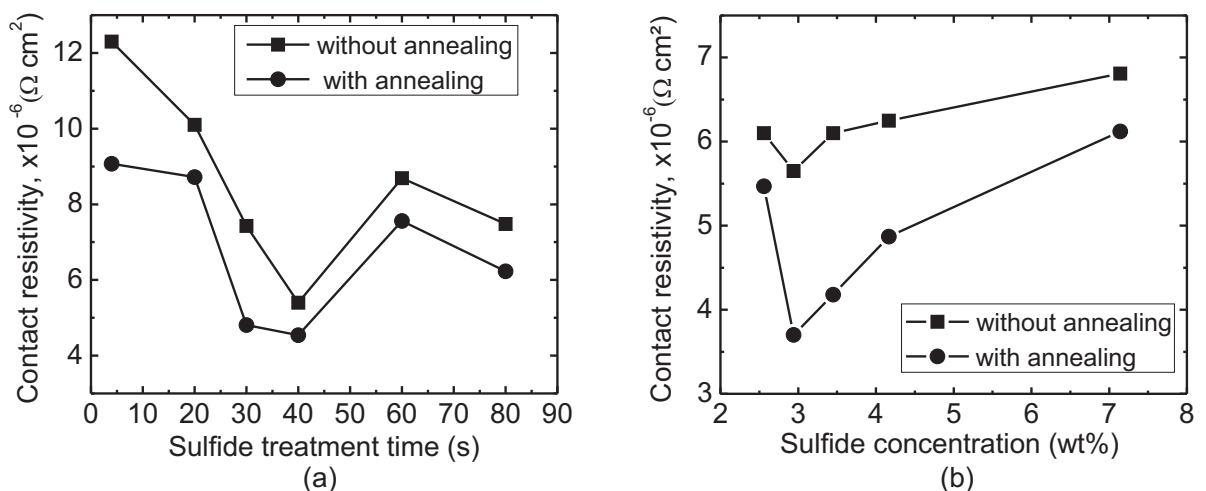 Contact resistivity, x10⁻⁶(Ω cm²)
12
10
8
6
4
without annealing
with annealing
0 10 20 30 40 50 60 70 80 90
Sulfide treatment time (s)
(a)
Contact resistivity, x10⁻⁶(Ω cm²)
7
6
5
4
3
without annealing
with annealing
2 3 4 5 6 7 8
Sulfide concentration (wt%)
(b)